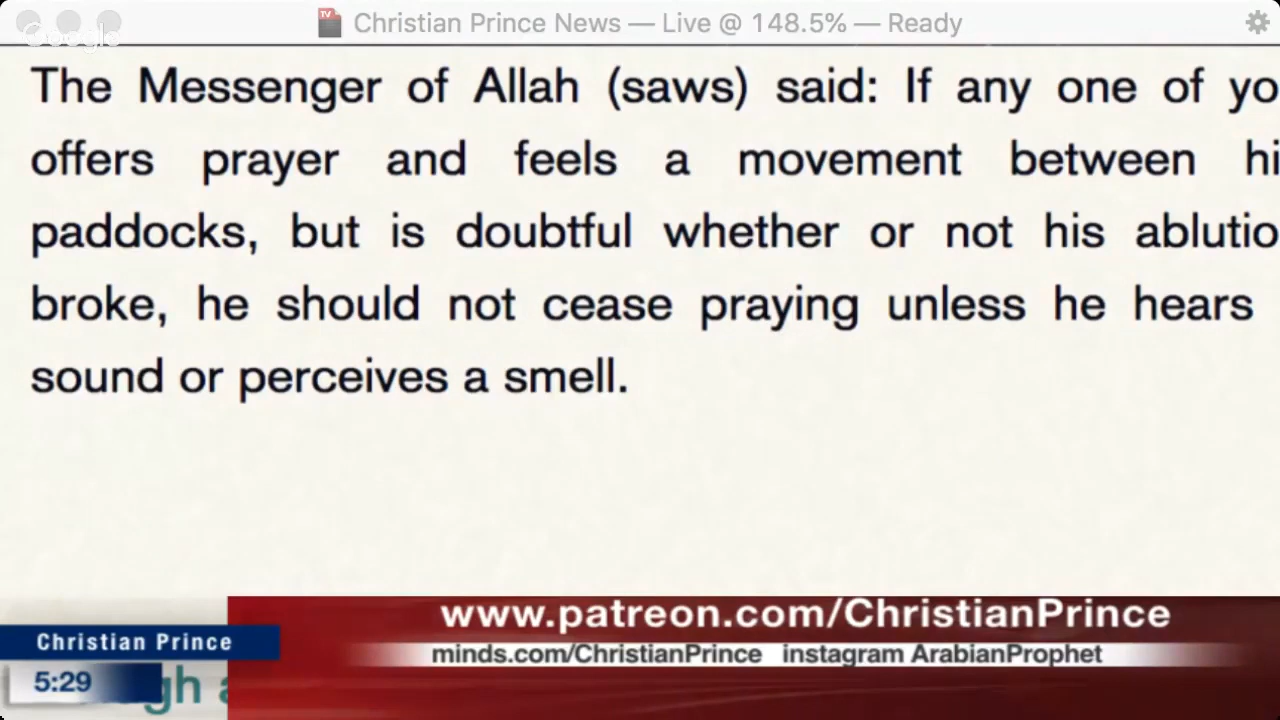 Google
TV
Christian Prince News — Live @ 148.5% — Ready
The Messenger of Allah (saws) said: If any one of yo
offers prayer and feels a movement between hi
paddocks, but is doubtful whether or not his ablutio
broke, he should not cease praying unless he hears
sound or perceives a smell.
www.patreon.com/ChristianPrince
Christian Prince
minds.com/ChristianPrince instagram ArabianProphet
5:29
gh a